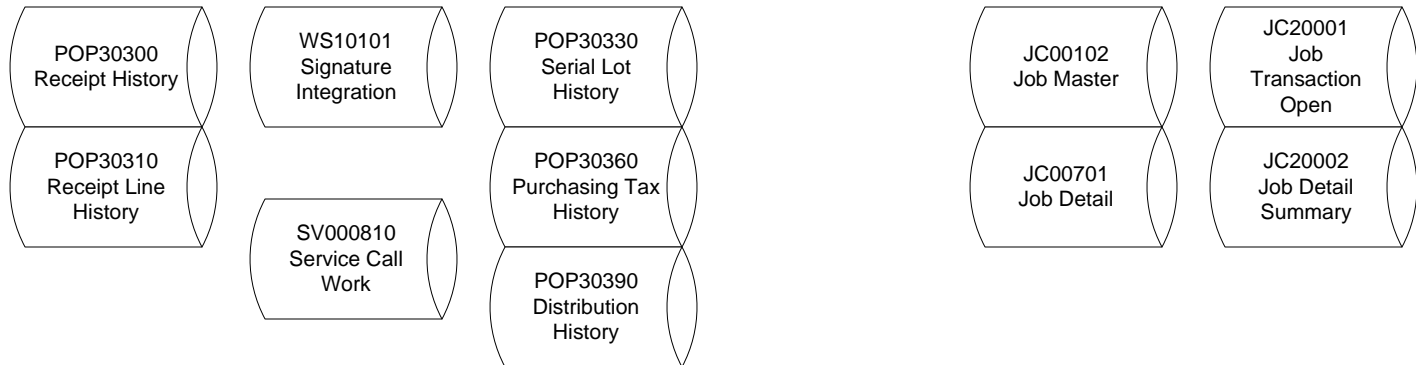 POP30300
Receipt History
WS10101
Signature
Integration
POP30330
Serial Lot
History
JC00102
Job Master
JC20001
Job
Transaction
Open
POP30310
Receipt Line
History
POP30360
Purchasing Tax
History
JC00701
Job Detail
JC20002
Job Detail
Summary
SV000810
Service Call
Work
POP30390
Distribution
History